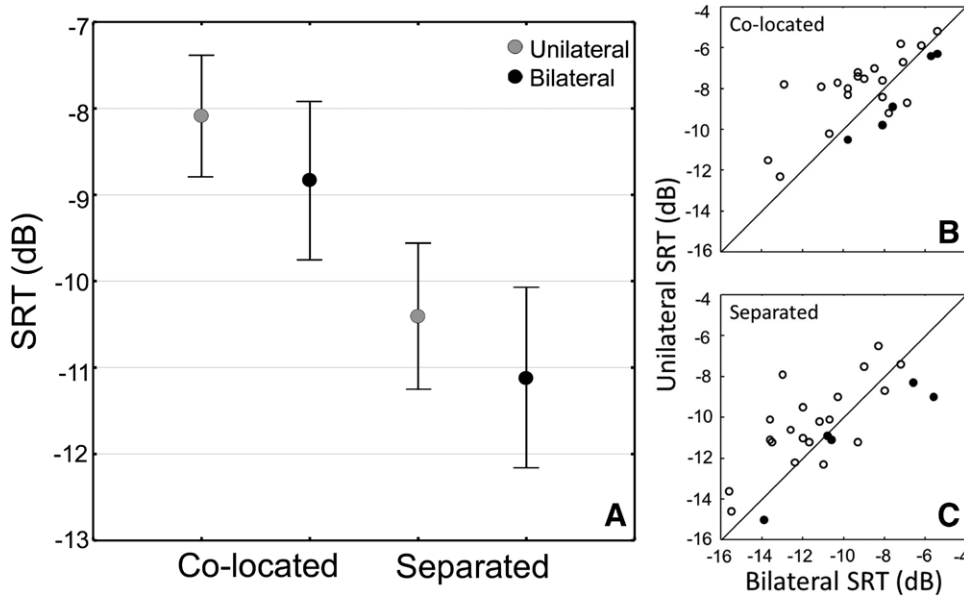 -7
-8
-9
-10
-11
-12
-13
SRT (dB)
Unilateral
Bilateral
A
Co-located
Separated
-4
-6
-8
-10
-12
-14
-16
Co-located
B
Unilateral SRT (dB)
-4
-6
-8
-10
-12
-14
-16
Separated
C
-16 -14 -12 -10 -8 -6 -4
Bilateral SRT (dB)